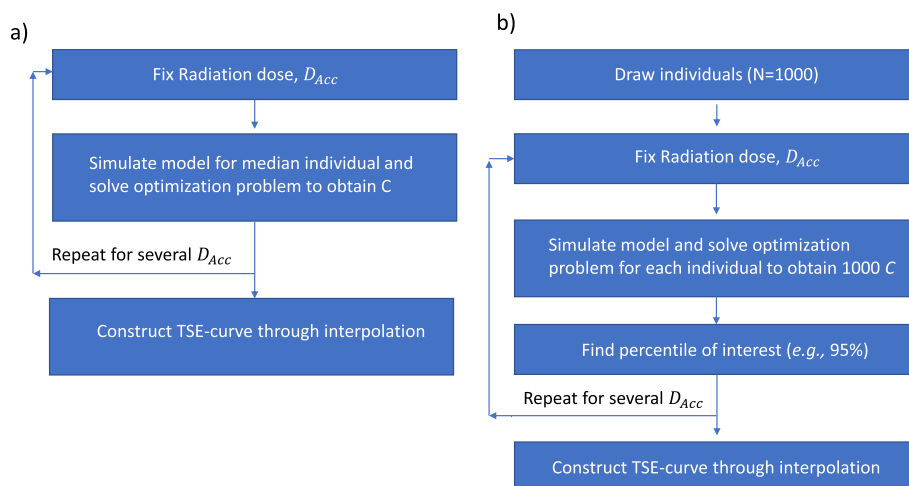 a)
Fix Radiation dose, D_Acc
Simulate model for median individual and
solve optimization problem to obtain C
Repeat for several D_Acc
Construct TSE-curve through interpolation
b)
Draw individuals (N=1000)
Fix Radiation dose, D_Acc
Simulate model and solve optimization
problem for each individual to obtain 1000 C
Find percentile of interest (e.g., 95%)
Repeat for several D_Acc
Construct TSE-curve through interpolation